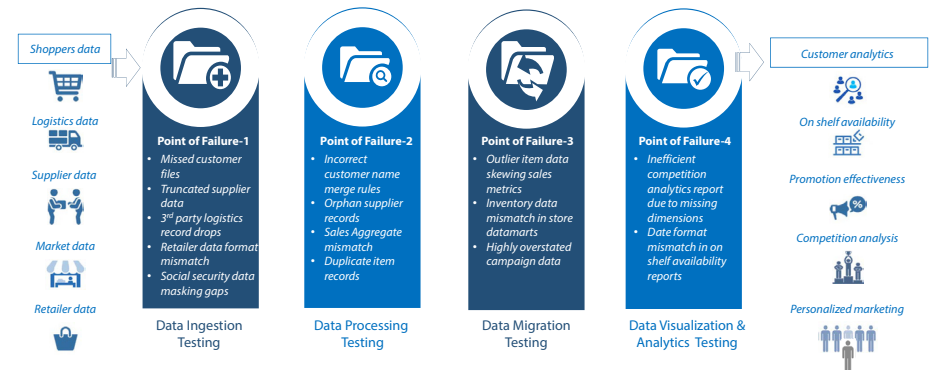 Shoppers data
Logistics data
Supplier data
Market data
Retailer data
Point of Failure-1
• Missed customer
files
• Truncated supplier
data
• 3rd party logistics
record drops
• Retailer data format
mismatch
• Social security data
masking gaps
Data Ingestion
Testing
Point of Failure-2
• Incorrect
customer name
merge rules
• Orphan supplier
records
• Sales Aggregate
mismatch
• Duplicate item
records
Data Processing
Testing
Point of Failure-3
• Outlier item data
skewing sales
metrics
• Inventory data
mismatch in store
datamarts
• Highly overstated
campaign data
Data Migration
Testing
Point of Failure-4
• Inefficient
competition
analytics report
due to missing
dimensions
• Date format
mismatch in on
shelf availability
reports
Data Visualization &
Analytics Testing
Customer analytics
On shelf availability
Promotion effectiveness
%
Competition analysis
Personalized marketing